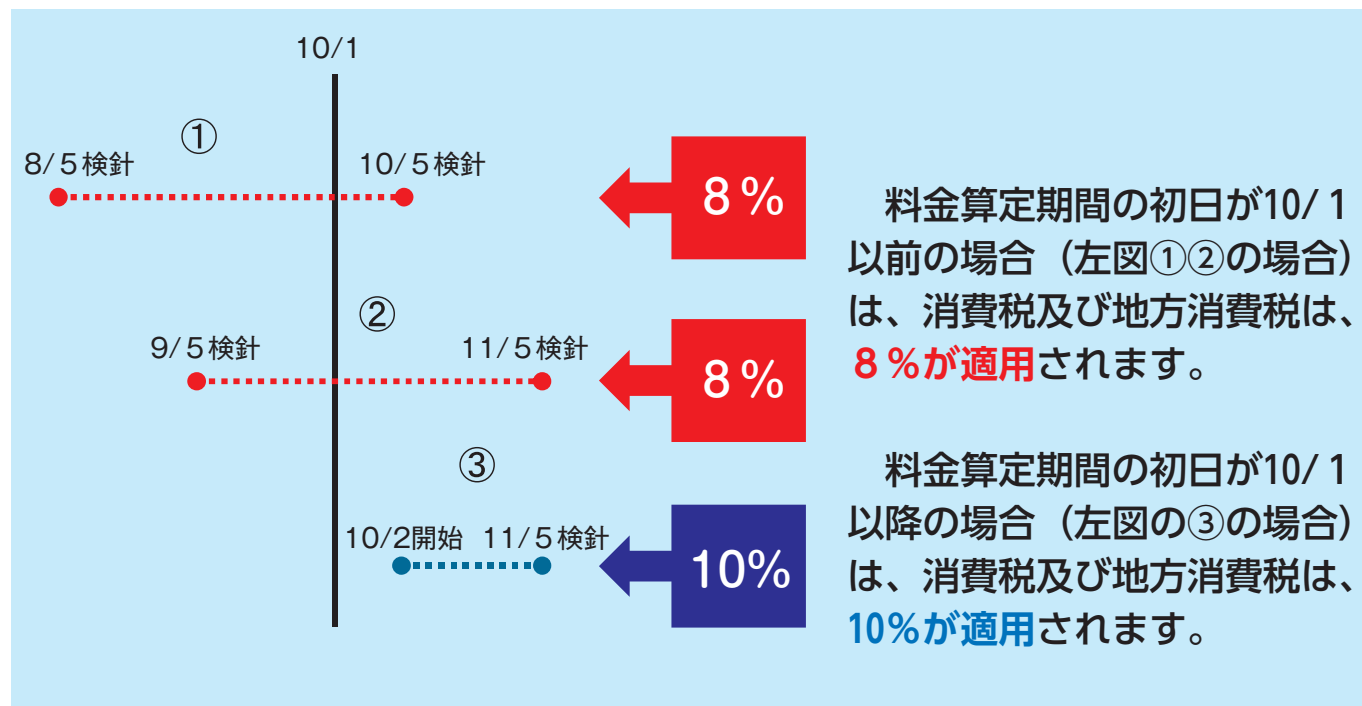 10/1
①
8/5検針
10/5検針
8%
②
9/5検針
11/5検針
8%
③
10/2開始
11/5検針
10%
料金算定期間の初日が10/1
以前の場合（左図①②の場合）
は、消費税及び地方消費税は、
8%が適用されます。
料金算定期間の初日が10/1
以降の場合（左図の③の場合）
は、消費税及び地方消費税は、
10%が適用されます。